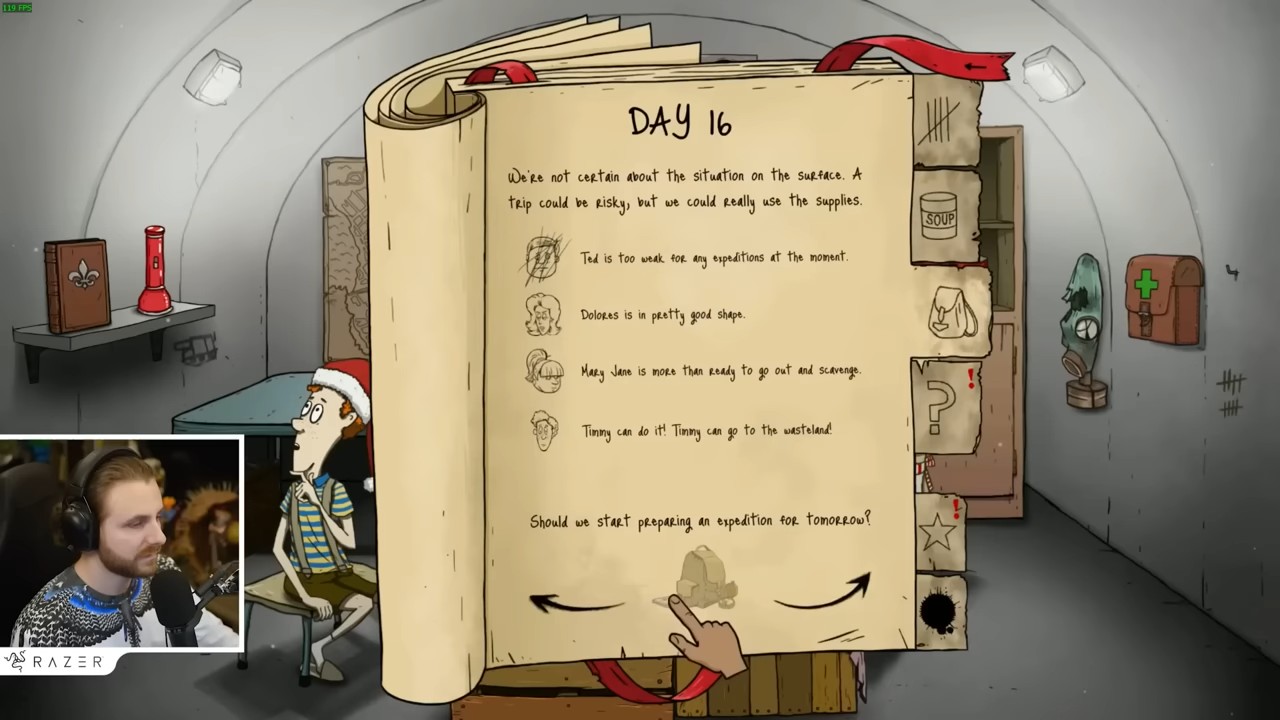 119 FPS
DAY 16
We're not certain about the situation on the surface. A
trip could be risky, but we could really use the supplies.
SOUP
Ted is too weak for any expeditions at the moment.
Dolores is in pretty good shape.
Mary Jane is more than ready to go out and scavenge.
?
!
Timmy can do it! Timmy can go to the wasteland!
!
Should we start preparing an expedition for tomorrow?
RAZER